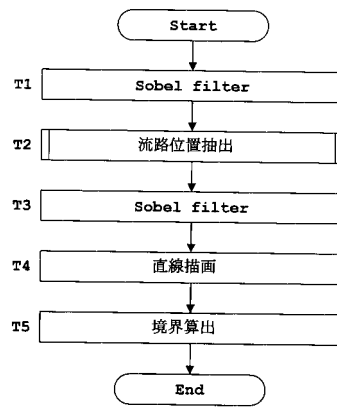 Start
T1 Sobel filter
T2 流路位置抽出
T3 Sobel filter
T4 直線描画
T5 境界算出
End